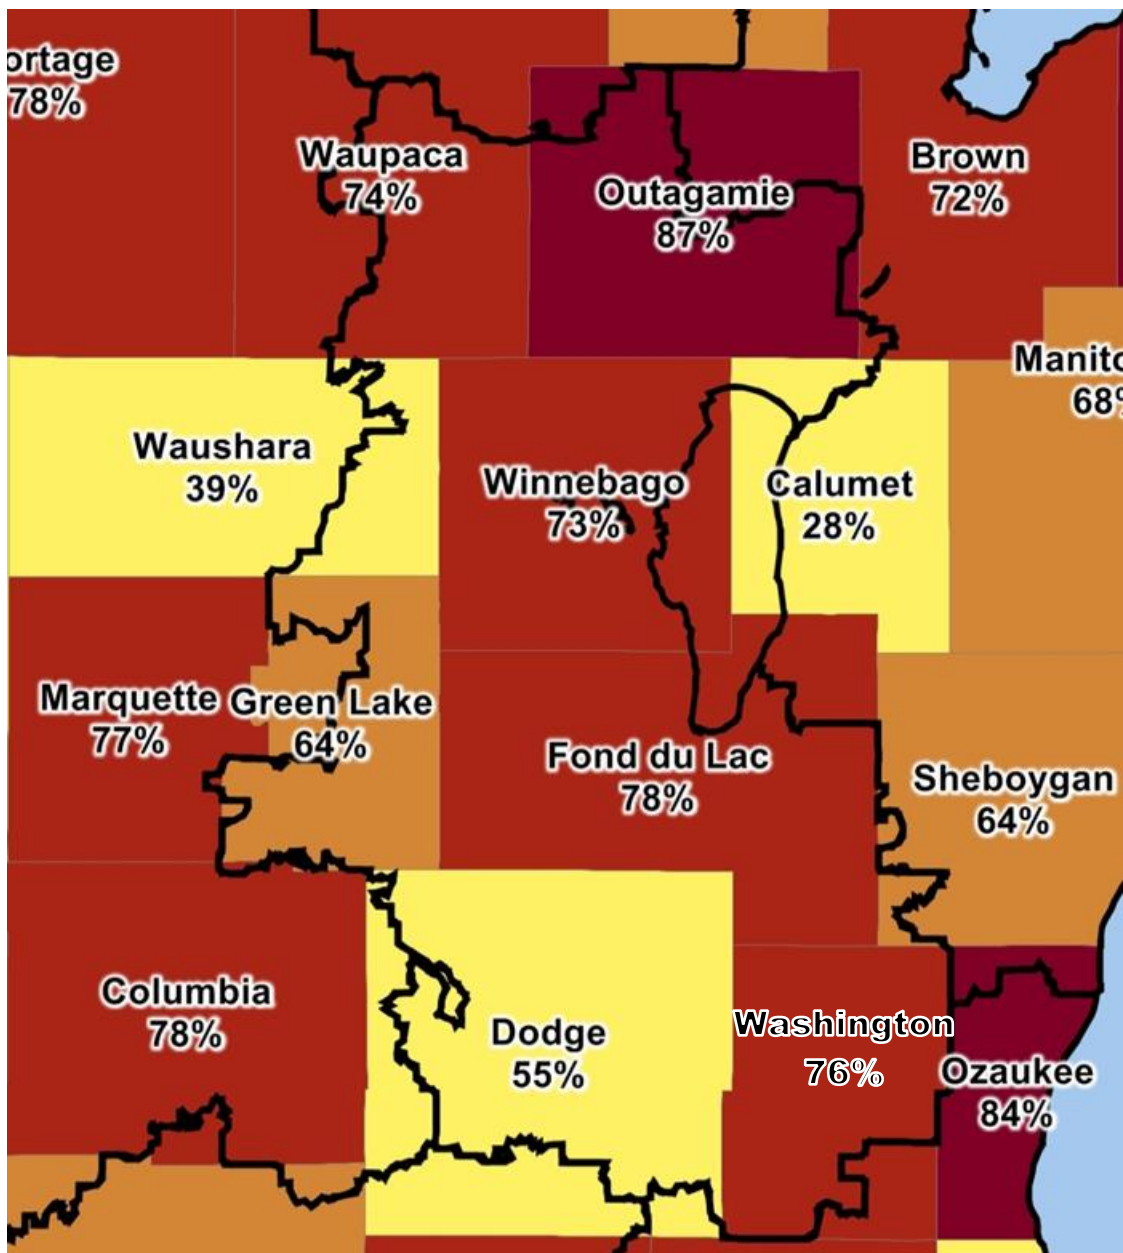 ortage
78%
Waupaca
74%
Outagamie
87%
Brown
72%
Manito
68%
Waushara
39%
Winnebago
73%
Calumet
28%
Marquette
77%
Green Lake
64%
Fond du Lac
78%
Sheboygan
64%
Columbia
78%
Dodge
55%
Washington
76%
Ozaukee
84%